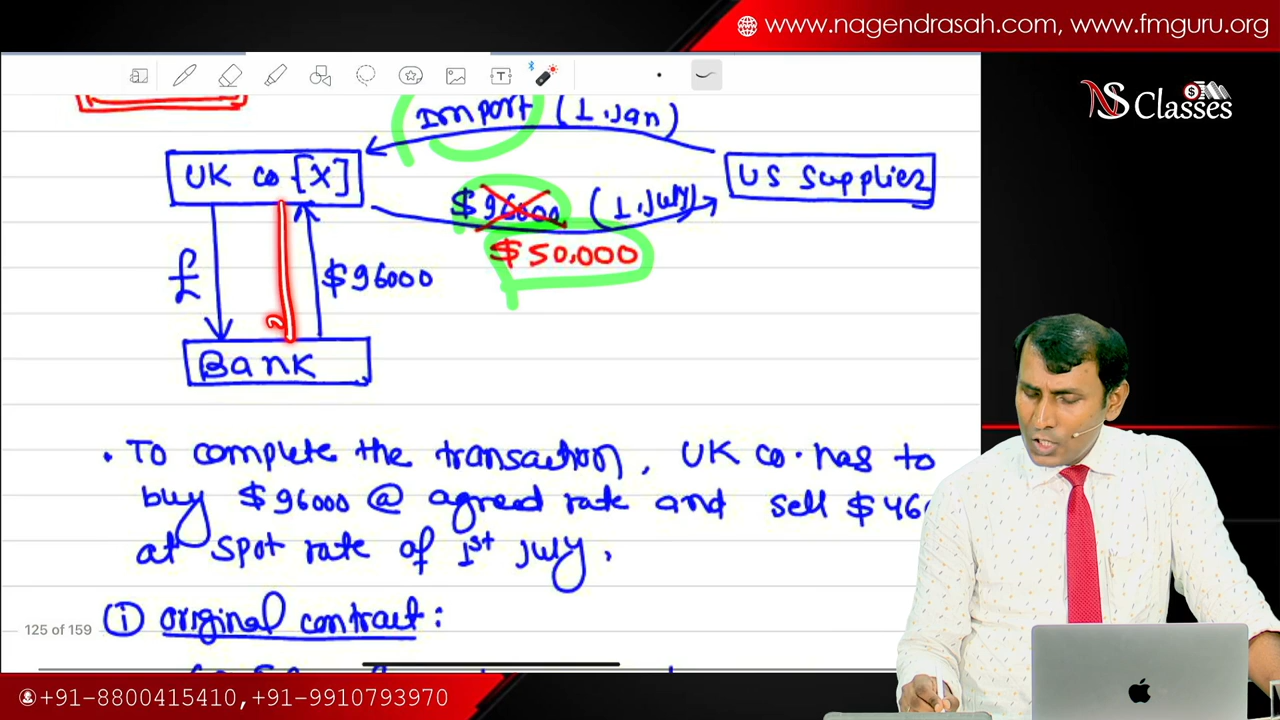 www.nagendrasah.com, www.fmguru.org
NS Classes
Import (1.Jan)
UK co [X]
US Supplier
$96000 (1.July)
$50,000
£
$96000
Bank
. To complete the transaction, UK co. has to
buy $96000 @ agreed rate and sell $46
at spot rate of 1st July.
(i) original contract:
125 of 159
+91-8800415410,+91-9910793970